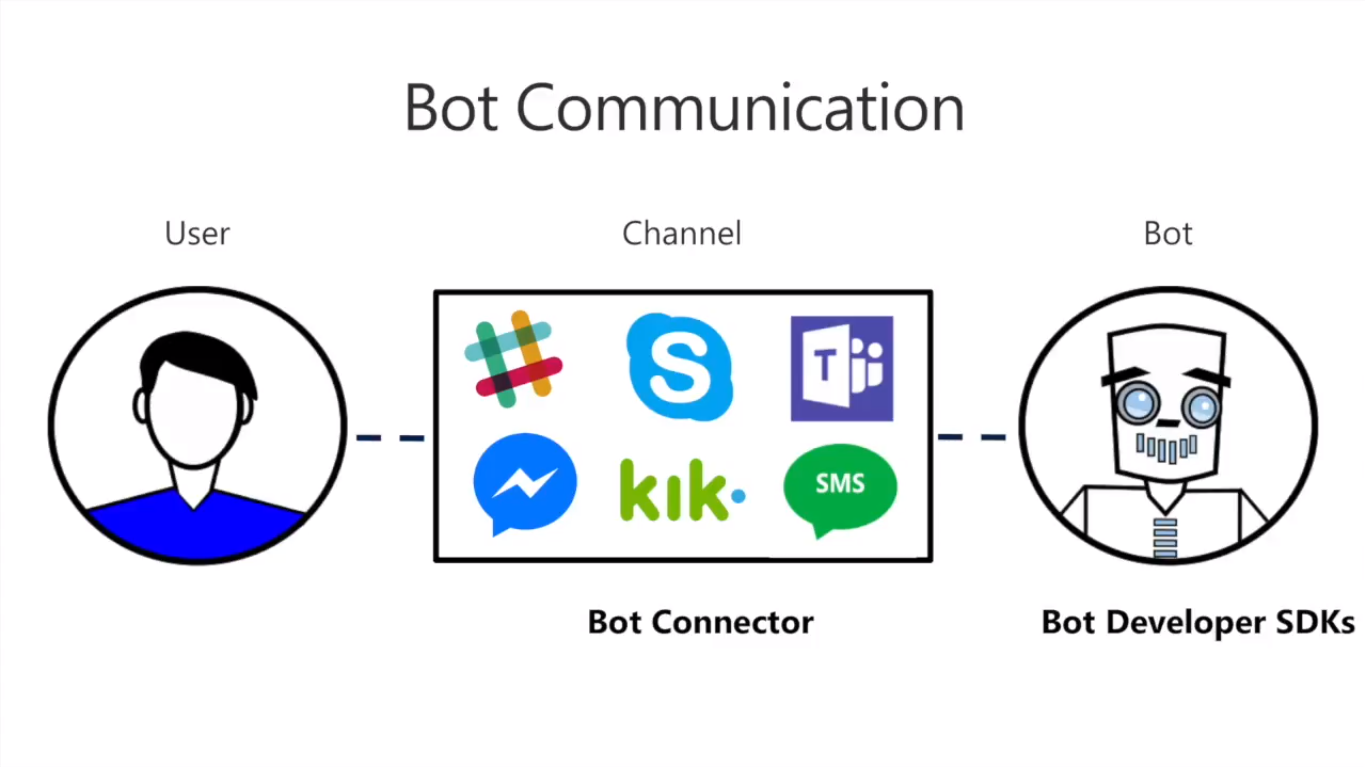 Bot Communication
User
Channel
Bot
S
T
kik
SMS
Bot Connector
Bot Developer SDKs